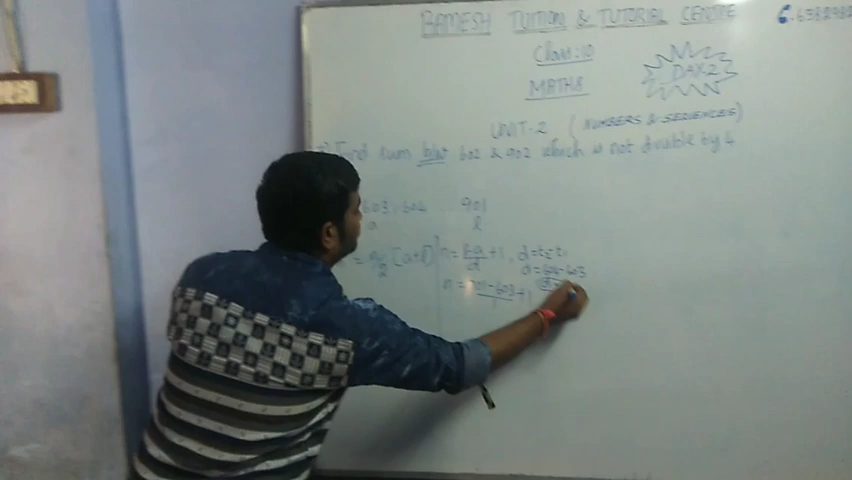 RAMESH TUITION & TUTORIAL CENTRE
Class:10
MATHS
DAY-2
UNIT-2 (NUMBERS & SEQUENCES)
Find sum b/w 602 & 902 which is not divisible by 4
603, 604 901
a l
= n/2 [a+l] n = l-a/d +1, d=t2-t1
d=604-603
n = 901-603/1 +1